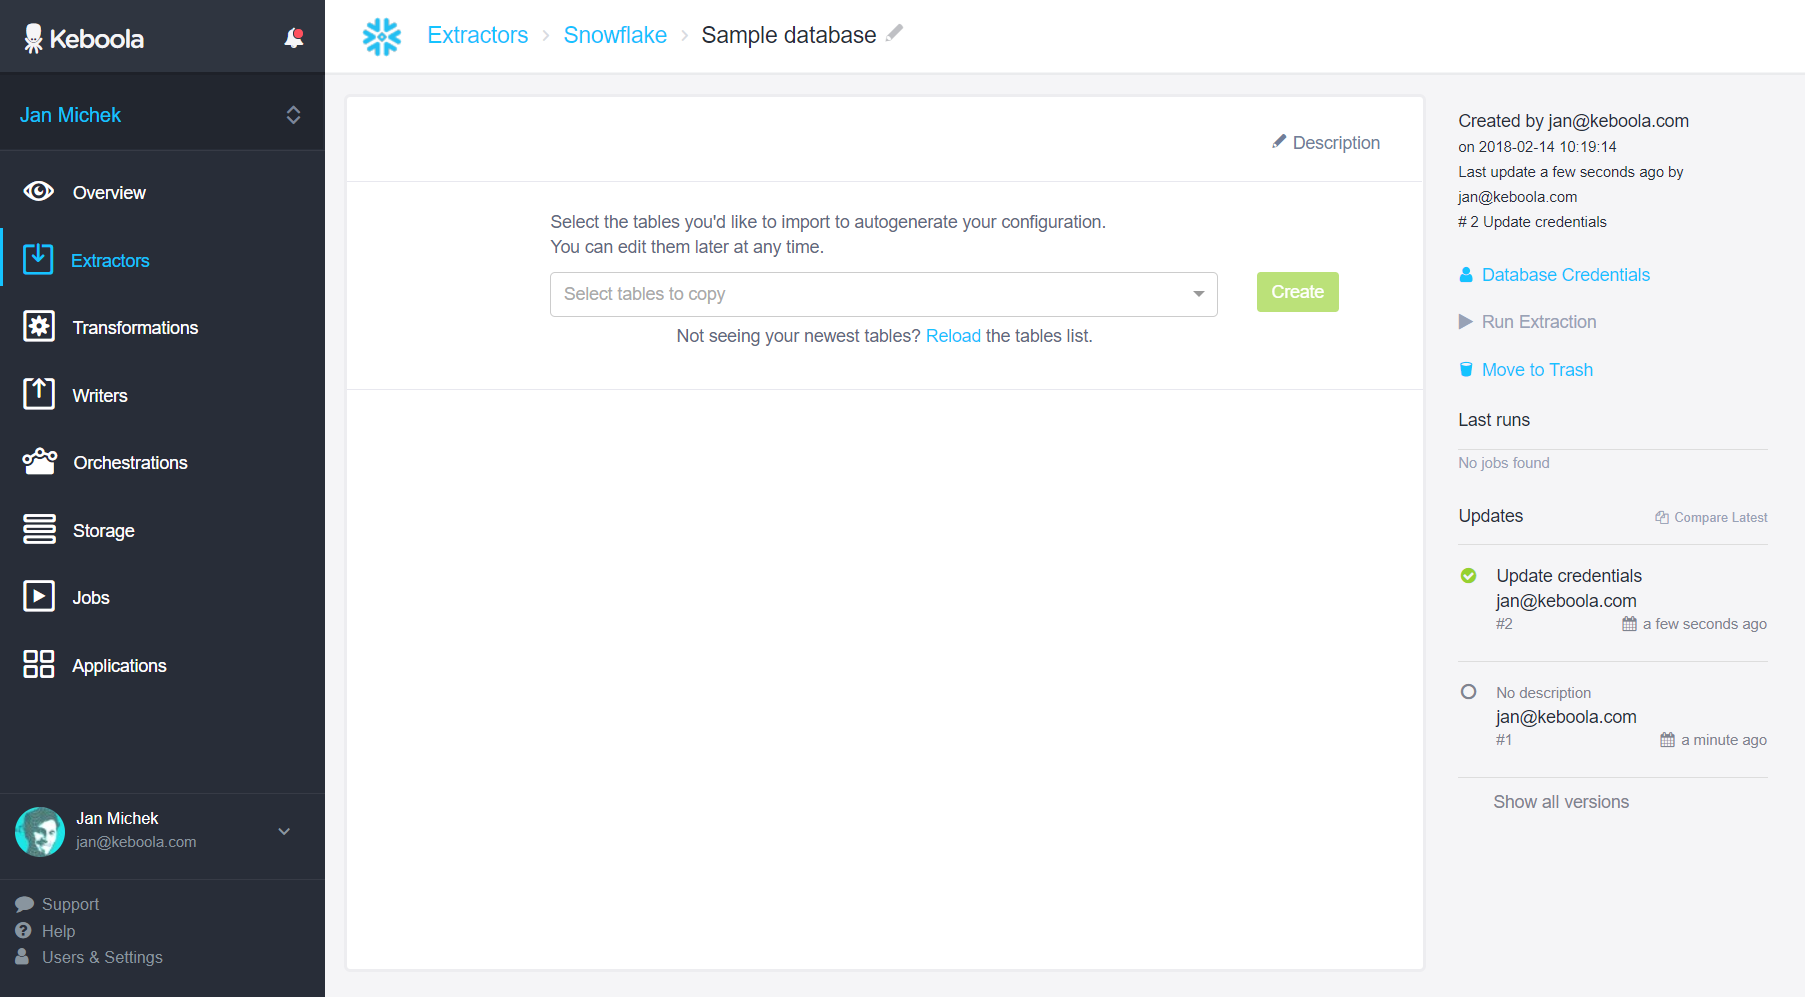 Keboola
Jan Michek
Overview
Extractors
Transformations
Writers
Orchestrations
Storage
Jobs
Applications
Jan Michek
jan@keboola.com
Support
Help
Users & Settings
Extractors › Snowflake › Sample database
Description
Select the tables you'd like to import to autogenerate your configuration.
You can edit them later at any time.
Select tables to copy
Create
Not seeing your newest tables? Reload the tables list.
Created by jan@keboola.com
on 2018-02-14 10:19:14
Last update a few seconds ago by
jan@keboola.com
# 2 Update credentials
Database Credentials
Run Extraction
Move to Trash
Last runs
No jobs found
Updates
Compare Latest
Update credentials
jan@keboola.com
#2 a few seconds ago
No description
jan@keboola.com
#1 a minute ago
Show all versions